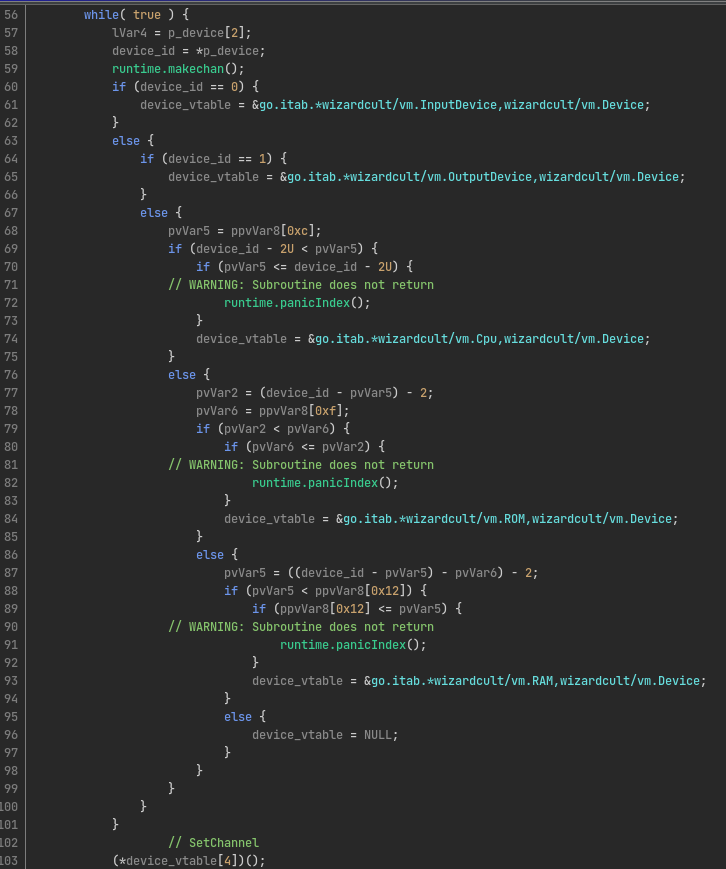 56 while( true ) {
57 lVar4 = p_device[2];
58 device_id = *p_device;
59 runtime.makechan();
60 if (device_id == 0) {
61 device_vtable = &go.itab.*wizardcult/vm.InputDevice,wizardcult/vm.Device;
62 }
63 else {
64 if (device_id == 1) {
65 device_vtable = &go.itab.*wizardcult/vm.OutputDevice,wizardcult/vm.Device;
66 }
67 else {
68 pvVar5 = ppvVar8[0xc];
69 if (device_id - 2U < pvVar5) {
70 if (pvVar5 <= device_id - 2U) {
71 // WARNING: Subroutine does not return
72 runtime.panicIndex();
73 }
74 device_vtable = &go.itab.*wizardcult/vm.Cpu,wizardcult/vm.Device;
75 }
76 else {
77 pvVar2 = (device_id - pvVar5) - 2;
78 pvVar6 = ppvVar8[0xf];
79 if (pvVar2 < pvVar6) {
80 if (pvVar6 <= pvVar2) {
81 // WARNING: Subroutine does not return
82 runtime.panicIndex();
83 }
84 device_vtable = &go.itab.*wizardcult/vm.ROM,wizardcult/vm.Device;
85 }
86 else {
87 pvVar5 = ((device_id - pvVar5) - pvVar6) - 2;
88 if (pvVar5 < ppvVar8[0x12]) {
89 if (ppvVar8[0x12] <= pvVar5) {
90 // WARNING: Subroutine does not return
91 runtime.panicIndex();
92 }
93 device_vtable = &go.itab.*wizardcult/vm.RAM,wizardcult/vm.Device;
94 }
95 else {
96 device_vtable = NULL;
97 }
98 }
99 }
100 }
101 }
102 // SetChannel
103 (*device_vtable[4])();